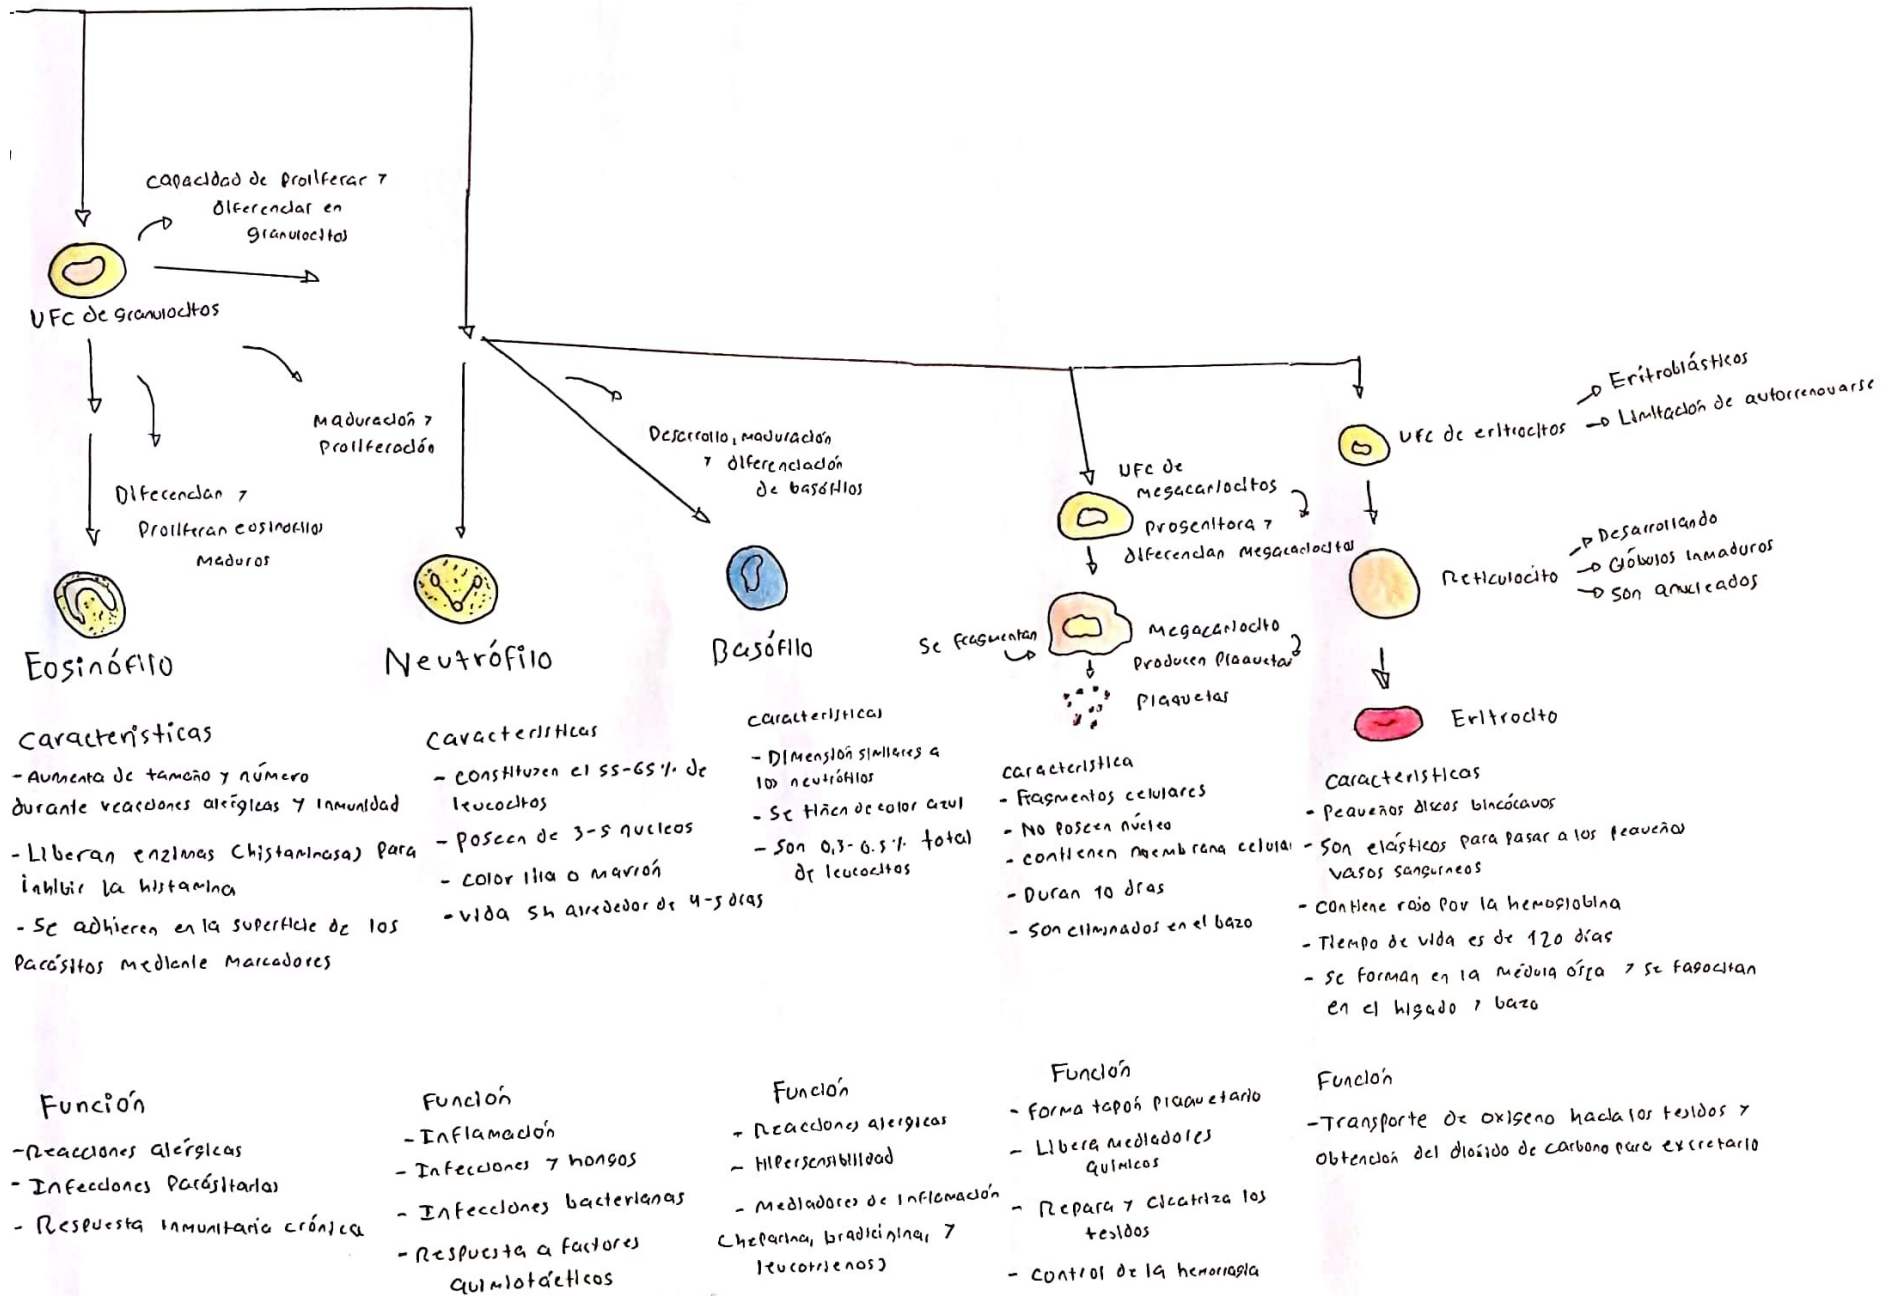 Capacidad de Proliferar y
diferenciar en
granulocitos
UFC de granulocitos
Maduración y
Proliferación
Diferencian y
Proliferan eosinofilos
maduros
Desarrollo, maduración
y diferenciación
de basófilos
UFC de
megacariocitos
Progenitora y
diferencian megacariocitos
UFC de eritrocitos
Eritroblásticos
Limitación de autorrenovarse
Reticulocito
Desarrollando
Glóbulos inmaduros
Son anucleados
Se fragmentan
Megacariocito
Producen Plaquetas
Plaquetas
Eritrocito
Eosinófilo
Características
- Aumenta de tamaño y número
durante reacciones alérgicas y inmunidad
- Liberan enzimas (histaminasa) para
inhibir la histamina
- Se adhieren en la superficie de los
Parásitos mediante marcadores
Función
- Reacciones alérgicas
- Infecciones Parásitarias
- Respuesta inmunitaria crónica
Neutrófilo
Características
- Constituyen el 55-65% de
leucocitos
- Poseen de 3-5 nucleos
- Color lila o marrón
- Vida 5h alrededor de 4-5 días
Función
- Inflamación
- Infecciones y hongos
- Infecciones bacterianas
- Respuesta a factores
quimiotácticos
Basófilo
Características
- Dimensión similares a
los neutrófilos
- Se tiñen de color azul
- Son 0,3-0.5% total
de leucocitos
Función
- Reacciones alergicas
- Hipersensibilidad
- Mediadores de inflamación
(heparina, bradicinina, y
leucotrienos)
Característica
- Fragmentos celulares
- No Poseen núcleo
- Contienen membrana celular
- Duran 10 días
- Son eliminados en el bazo
Función
- Forma tapón plaquetario
- Libera mediadores
químicos
- Repara y cicatriza los
tejidos
- Control de la hemorragia
Características
- Pequeños discos bincócavos
- Son elásticos para pasar a los pequeños
vasos sanguíneos
- Contiene rojo por la hemoglobina
- Tiempo de vida es de 120 días
- Se forman en la médula ósea y se fagocitan
en el higado y bazo
Función
- Transporte de oxigeno hacia los tejidos y
obtención del dioxido de carbono para excretarlo